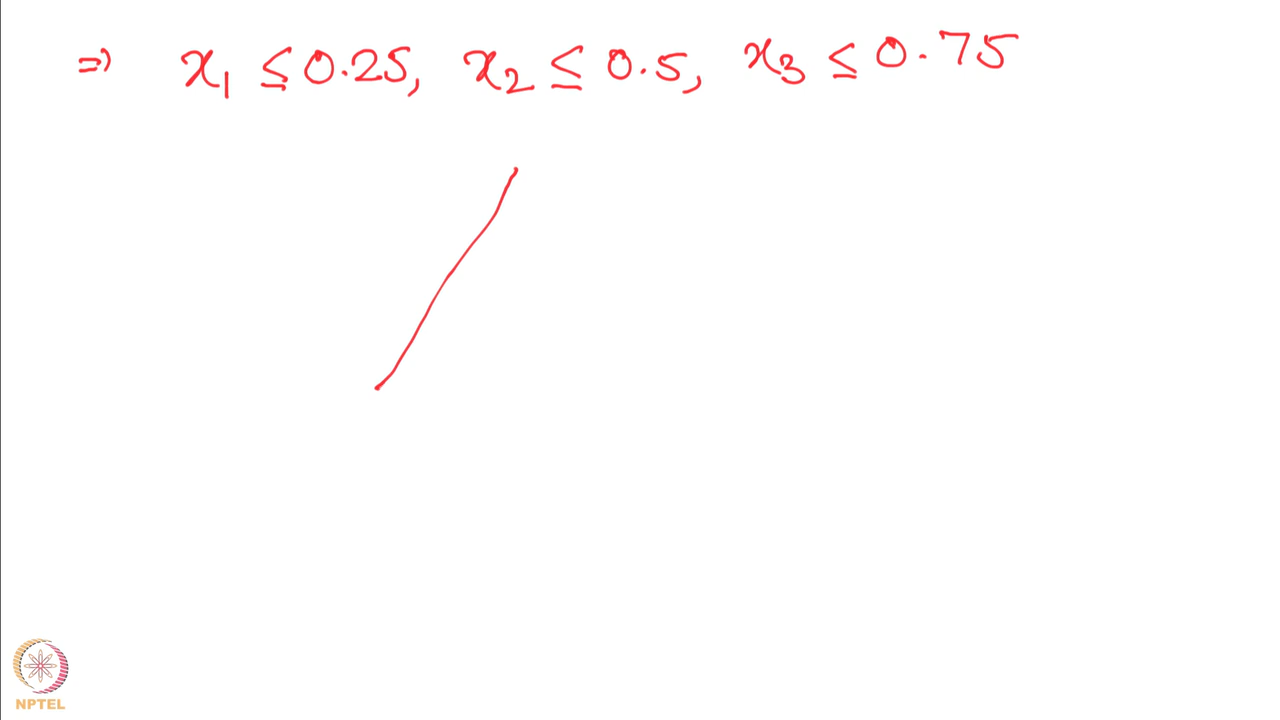 ⇒ x₁ ≤ 0.25, x₂ ≤ 0.5, x₃ ≤ 0.75
NPTEL